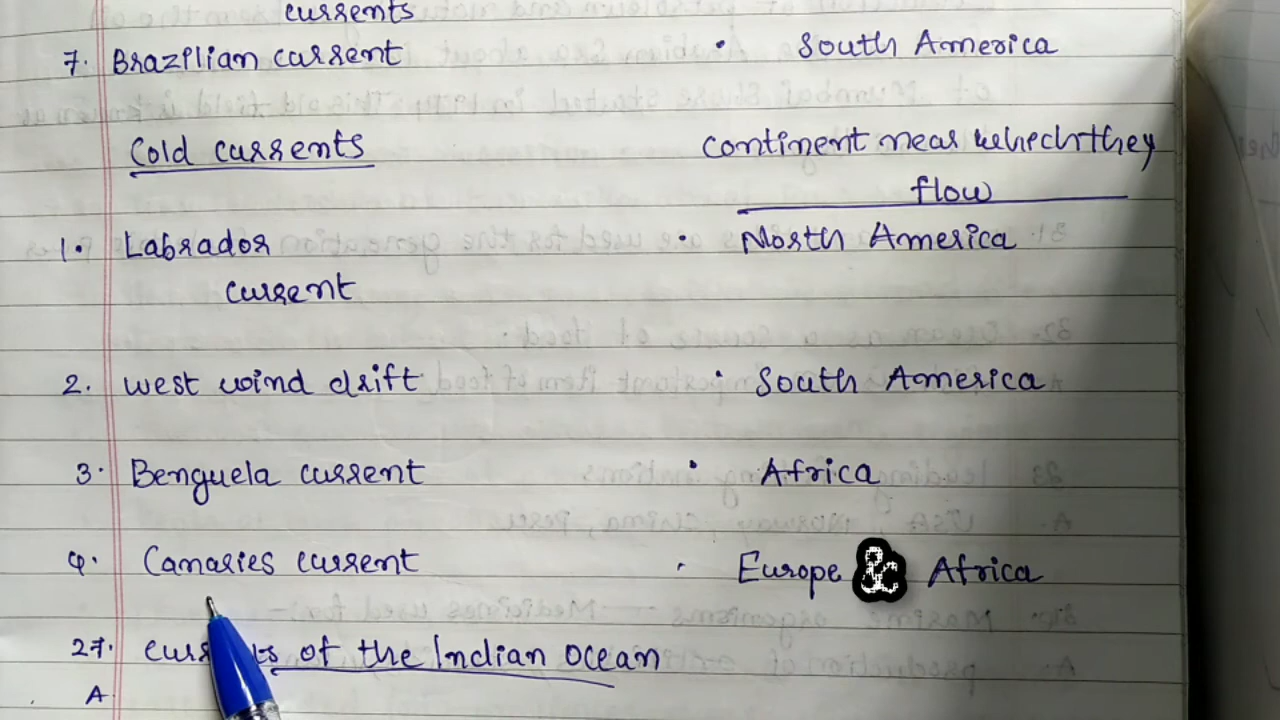 currents
7. Brazilian current • South America
Cold currents continent near which they
flow
1. Labrador • North America
current
2. west wind drift • South America
3. Benguela current • Africa
4. Canaries current • Europe & Africa
27. of the Indian Ocean
A.